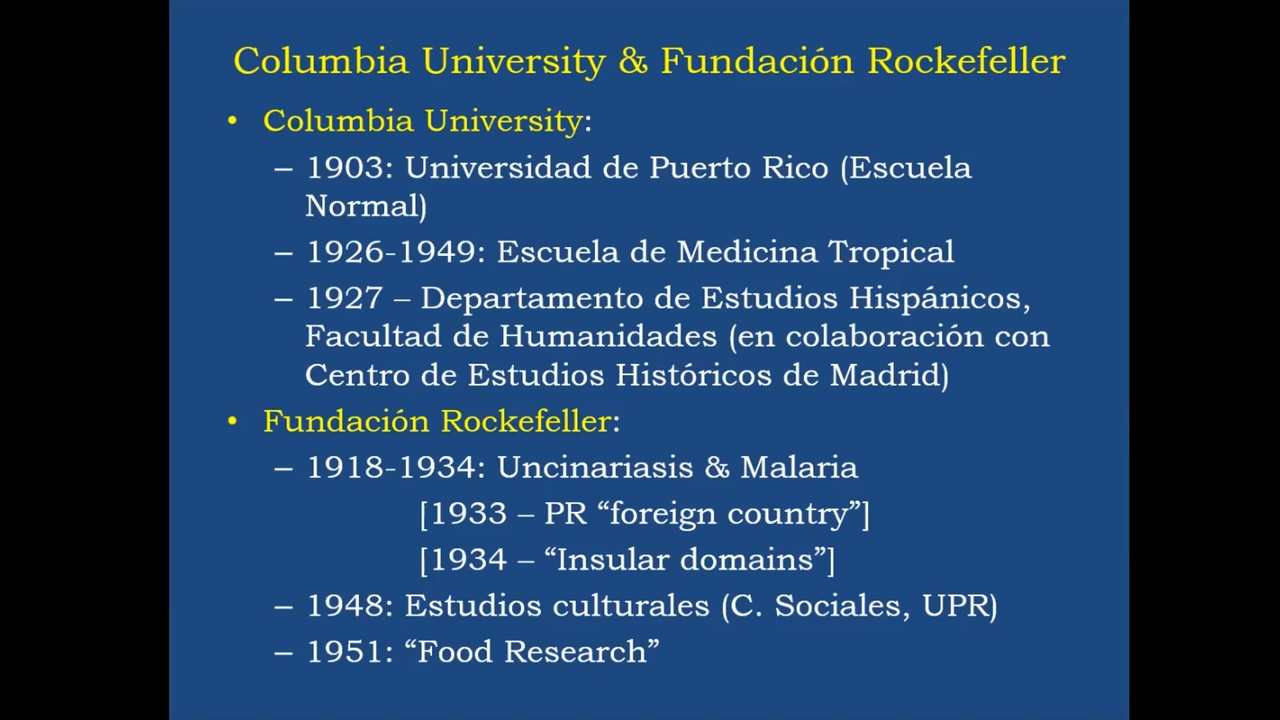 Columbia University & Fundación Rockefeller
• Columbia University:
– 1903: Universidad de Puerto Rico (Escuela
Normal)
– 1926-1949: Escuela de Medicina Tropical
– 1927 – Departamento de Estudios Hispánicos,
Facultad de Humanidades (en colaboración con
Centro de Estudios Históricos de Madrid)
• Fundación Rockefeller:
– 1918-1934: Uncinariasis & Malaria
[1933 – PR “foreign country”]
[1934 – “Insular domains”]
– 1948: Estudios culturales (C. Sociales, UPR)
– 1951: “Food Research”